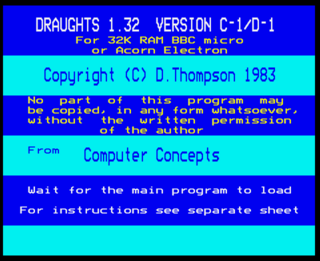 DRAUGHTS 1.32 VERSION C-1/D-1
For 32K RAM BBC micro
or Acorn Electron
Copyright (C) D.Thompson 1983
No part of this program may
be copied, in any form whatsoever,
without the written permission
of the author
From Computer Concepts
Wait for the main program to load
For instructions see separate sheet